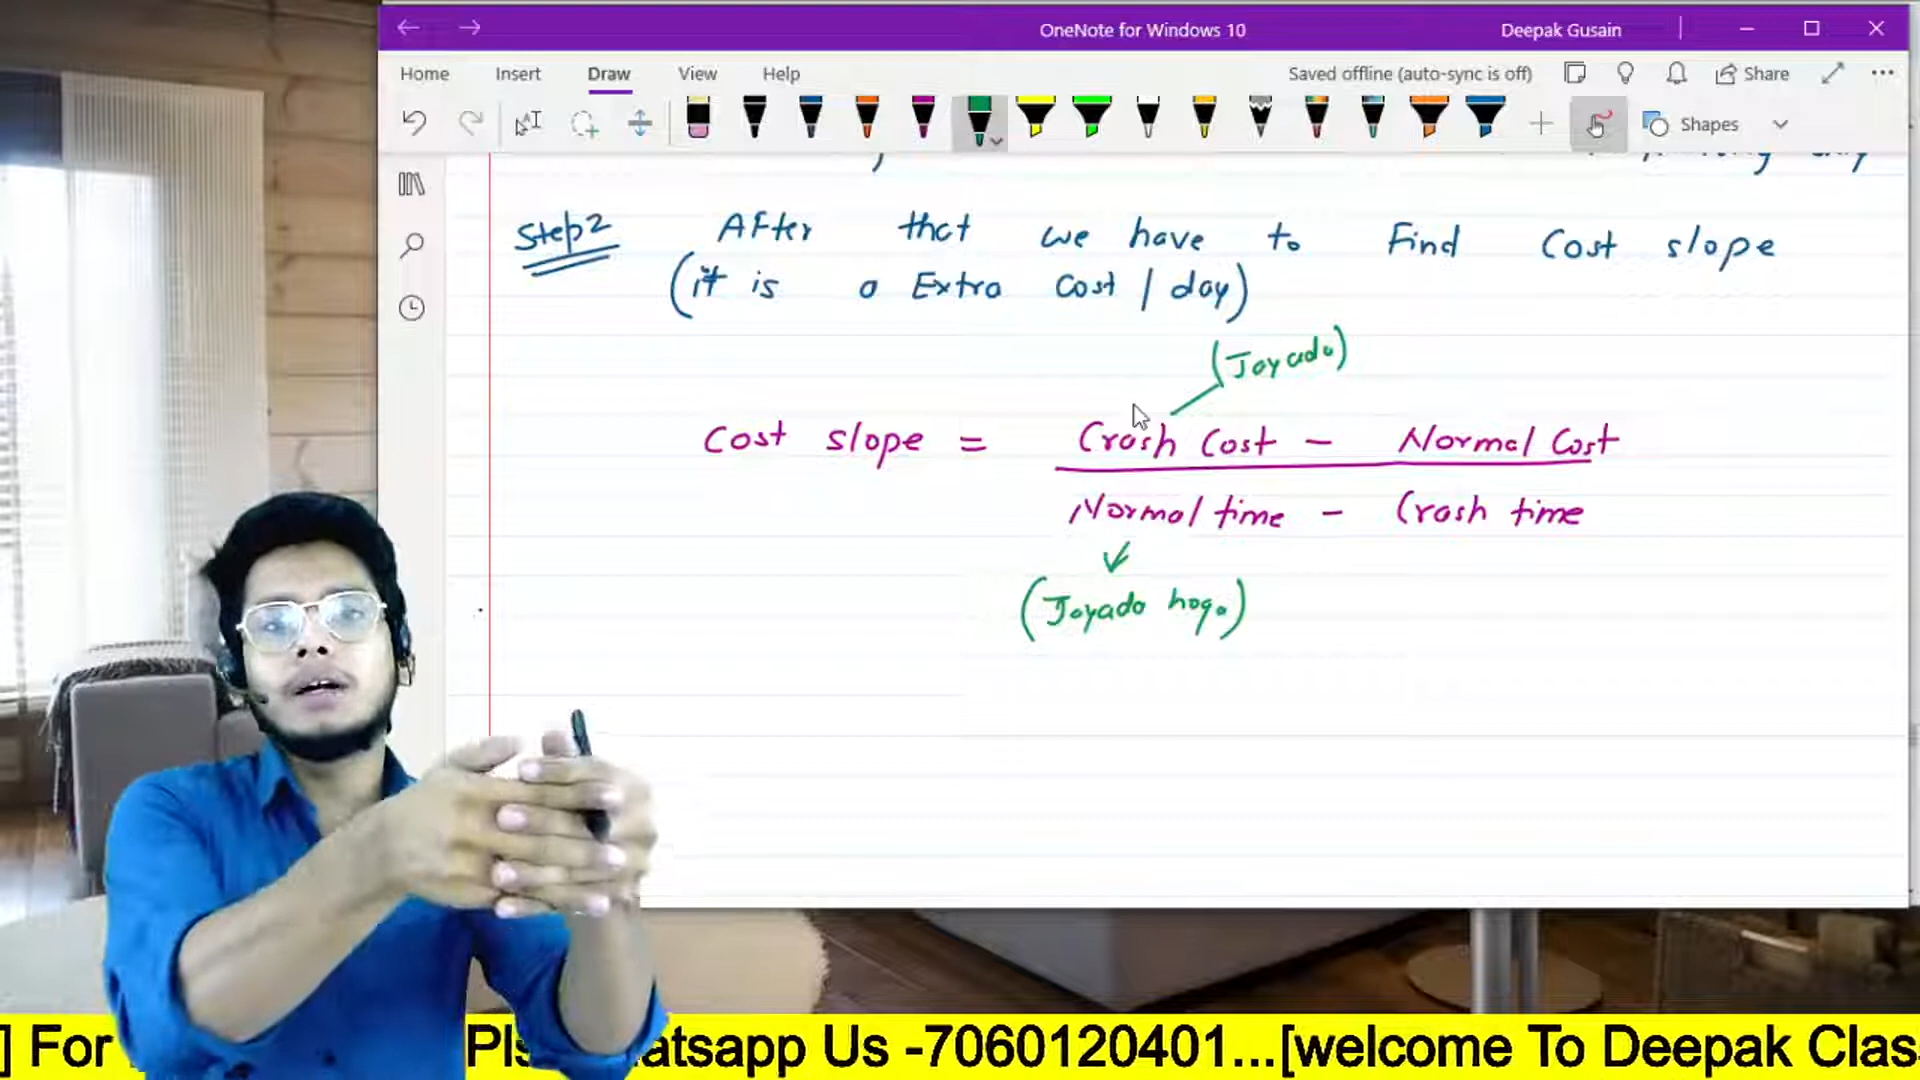 OneNote for Windows 10
Deepak Gusain
Home Insert Draw View Help
Saved offline (auto-sync is off)
Share
Shapes
Step2 After that we have to Find Cost slope
(it is a Extra Cost / day)
(Jayada)
Cost slope = Crash Cost - Normal Cost
Normal time - Crash time
(Jayada hoga)
] For Pls atsapp Us -7060120401...[welcome To Deepak Clas